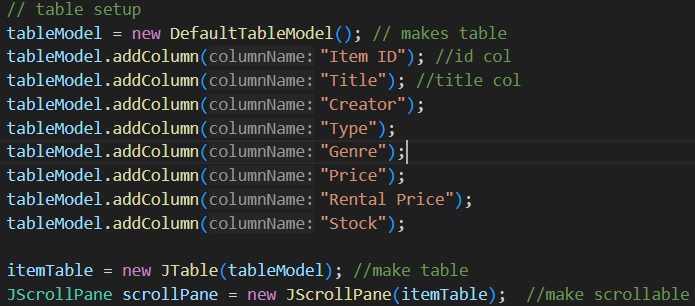 // table setup
tableModel = new DefaultTableModel(); // makes table
tableModel.addColumn(columnName:"Item ID"); //id col
tableModel.addColumn(columnName:"Title"); //title col
tableModel.addColumn(columnName:"Creator");
tableModel.addColumn(columnName:"Type");
tableModel.addColumn(columnName:"Genre");
tableModel.addColumn(columnName:"Price");
tableModel.addColumn(columnName:"Rental Price");
tableModel.addColumn(columnName:"Stock");
itemTable = new JTable(tableModel); //make table
JScrollPane scrollPane = new JScrollPane(itemTable);  //make scrollable